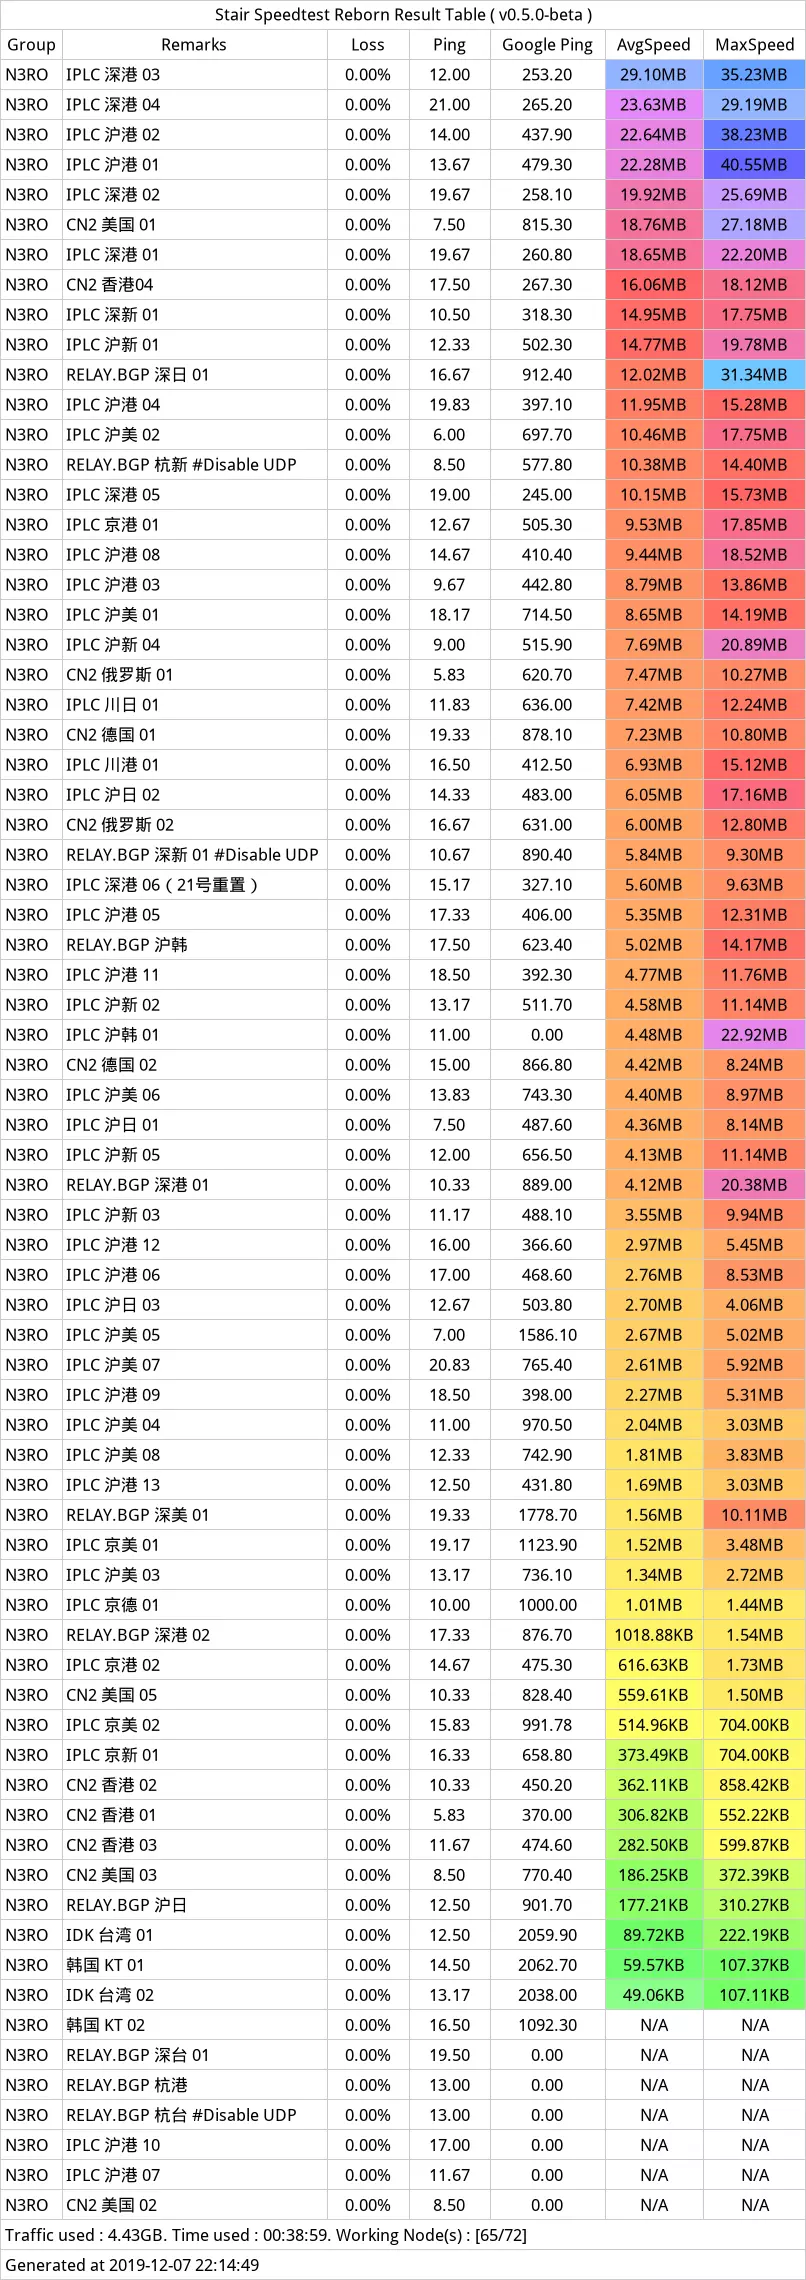 Stair Speedtest Reborn Result Table ( v0.5.0-beta )
Group Remarks Loss Ping Google Ping AvgSpeed MaxSpeed
N3RO IPLC 深港 03 0.00% 12.00 253.20 29.10MB 35.23MB
N3RO IPLC 深港 04 0.00% 21.00 265.20 23.63MB 29.19MB
N3RO IPLC 沪港 02 0.00% 14.00 437.90 22.64MB 38.23MB
N3RO IPLC 沪港 01 0.00% 13.67 479.30 22.28MB 40.55MB
N3RO IPLC 深港 02 0.00% 19.67 258.10 19.92MB 25.69MB
N3RO CN2 美国 01 0.00% 7.50 815.30 18.76MB 27.18MB
N3RO IPLC 深港 01 0.00% 19.67 260.80 18.65MB 22.20MB
N3RO CN2 香港04 0.00% 17.50 267.30 16.06MB 18.12MB
N3RO IPLC 深新 01 0.00% 10.50 318.30 14.95MB 17.75MB
N3RO IPLC 沪新 01 0.00% 12.33 502.30 14.77MB 19.78MB
N3RO RELAY.BGP 深日 01 0.00% 16.67 912.40 12.02MB 31.34MB
N3RO IPLC 沪港 04 0.00% 19.83 397.10 11.95MB 15.28MB
N3RO IPLC 沪美 02 0.00% 6.00 697.70 10.46MB 17.75MB
N3RO RELAY.BGP 杭新 #Disable UDP 0.00% 8.50 577.80 10.38MB 14.40MB
N3RO IPLC 深港 05 0.00% 19.00 245.00 10.15MB 15.73MB
N3RO IPLC 京港 01 0.00% 12.67 505.30 9.53MB 17.85MB
N3RO IPLC 沪港 08 0.00% 14.67 410.40 9.44MB 18.52MB
N3RO IPLC 沪港 03 0.00% 9.67 442.80 8.79MB 13.86MB
N3RO IPLC 沪美 01 0.00% 18.17 714.50 8.65MB 14.19MB
N3RO IPLC 沪新 04 0.00% 9.00 515.90 7.69MB 20.89MB
N3RO CN2 俄罗斯 01 0.00% 5.83 620.70 7.47MB 10.27MB
N3RO IPLC 川日 01 0.00% 11.83 636.00 7.42MB 12.24MB
N3RO CN2 德国 01 0.00% 19.33 878.10 7.23MB 10.80MB
N3RO IPLC 川港 01 0.00% 16.50 412.50 6.93MB 15.12MB
N3RO IPLC 沪日 02 0.00% 14.33 483.00 6.05MB 17.16MB
N3RO CN2 俄罗斯 02 0.00% 16.67 631.00 6.00MB 12.80MB
N3RO RELAY.BGP 深新 01 #Disable UDP 0.00% 10.67 890.40 5.84MB 9.30MB
N3RO IPLC 深港 06（21号重置） 0.00% 15.17 327.10 5.60MB 9.63MB
N3RO IPLC 沪港 05 0.00% 17.33 406.00 5.35MB 12.31MB
N3RO RELAY.BGP 沪韩 0.00% 17.50 623.40 5.02MB 14.17MB
N3RO IPLC 沪港 11 0.00% 18.50 392.30 4.77MB 11.76MB
N3RO IPLC 沪新 02 0.00% 13.17 511.70 4.58MB 11.14MB
N3RO IPLC 沪韩 01 0.00% 11.00 0.00 4.48MB 22.92MB
N3RO CN2 德国 02 0.00% 15.00 866.80 4.42MB 8.24MB
N3RO IPLC 沪美 06 0.00% 13.83 743.30 4.40MB 8.97MB
N3RO IPLC 沪日 01 0.00% 7.50 487.60 4.36MB 8.14MB
N3RO IPLC 沪新 05 0.00% 12.00 656.50 4.13MB 11.14MB
N3RO RELAY.BGP 深港 01 0.00% 10.33 889.00 4.12MB 20.38MB
N3RO IPLC 沪新 03 0.00% 11.17 488.10 3.55MB 9.94MB
N3RO IPLC 沪港 12 0.00% 16.00 366.60 2.97MB 5.45MB
N3RO IPLC 沪港 06 0.00% 17.00 468.60 2.76MB 8.53MB
N3RO IPLC 沪日 03 0.00% 12.67 503.80 2.70MB 4.06MB
N3RO IPLC 沪美 05 0.00% 7.00 1586.10 2.67MB 5.02MB
N3RO IPLC 沪美 07 0.00% 20.83 765.40 2.61MB 5.92MB
N3RO IPLC 沪港 09 0.00% 18.50 398.00 2.27MB 5.31MB
N3RO IPLC 沪美 04 0.00% 11.00 970.50 2.04MB 3.03MB
N3RO IPLC 沪美 08 0.00% 12.33 742.90 1.81MB 3.83MB
N3RO IPLC 沪港 13 0.00% 12.50 431.80 1.69MB 3.03MB
N3RO RELAY.BGP 深美 01 0.00% 19.33 1778.70 1.56MB 10.11MB
N3RO IPLC 京美 01 0.00% 19.17 1123.90 1.52MB 3.48MB
N3RO IPLC 沪美 03 0.00% 13.17 736.10 1.34MB 2.72MB
N3RO IPLC 京德 01 0.00% 10.00 1000.00 1.01MB 1.44MB
N3RO RELAY.BGP 深港 02 0.00% 17.33 876.70 1018.88KB 1.54MB
N3RO IPLC 京港 02 0.00% 14.67 475.30 616.63KB 1.73MB
N3RO CN2 美国 05 0.00% 10.33 828.40 559.61KB 1.50MB
N3RO IPLC 京美 02 0.00% 15.83 991.78 514.96KB 704.00KB
N3RO IPLC 京新 01 0.00% 16.33 658.80 373.49KB 704.00KB
N3RO CN2 香港 02 0.00% 10.33 450.20 362.11KB 858.42KB
N3RO CN2 香港 01 0.00% 5.83 370.00 306.82KB 552.22KB
N3RO CN2 香港 03 0.00% 11.67 474.60 282.50KB 599.87KB
N3RO CN2 美国 03 0.00% 8.50 770.40 186.25KB 372.39KB
N3RO RELAY.BGP 沪日 0.00% 12.50 901.70 177.21KB 310.27KB
N3RO IDK 台湾 01 0.00% 12.50 2059.90 89.72KB 222.19KB
N3RO 韩国 KT 01 0.00% 14.50 2062.70 59.57KB 107.37KB
N3RO IDK 台湾 02 0.00% 13.17 2038.00 49.06KB 107.11KB
N3RO 韩国 KT 02 0.00% 16.50 1092.30 N/A N/A
N3RO RELAY.BGP 深台 01 0.00% 19.50 0.00 N/A N/A
N3RO RELAY.BGP 杭港 0.00% 13.00 0.00 N/A N/A
N3RO RELAY.BGP 杭台 #Disable UDP 0.00% 13.00 0.00 N/A N/A
N3RO IPLC 沪港 10 0.00% 17.00 0.00 N/A N/A
N3RO IPLC 沪港 07 0.00% 11.67 0.00 N/A N/A
N3RO CN2 美国 02 0.00% 8.50 0.00 N/A N/A
Traffic used : 4.43GB. Time used : 00:38:59. Working Node(s) : [65/72]
Generated at 2019-12-07 22:14:49